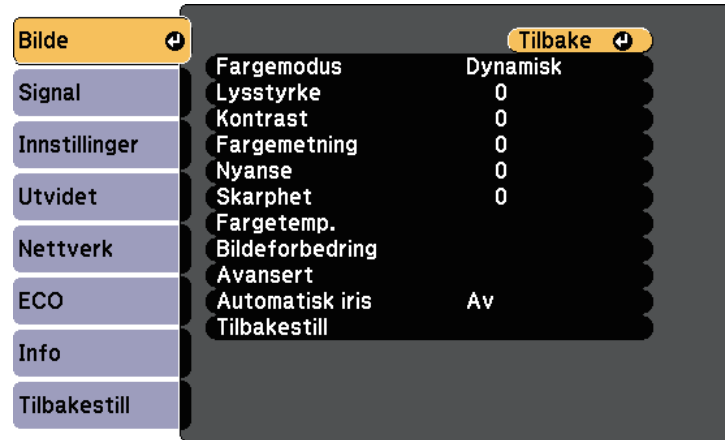 Bilde
Signal
Innstillinger
Utvidet
Nettverk
ECO
Info
Tilbakestill
Tilbake
Fargemodus Dynamisk
Lysstyrke 0
Kontrast 0
Fargemetning 0
Nyanse 0
Skarphet 0
Fargetemp.
Bildeforbedring
Avansert
Automatisk iris Av
Tilbakestill